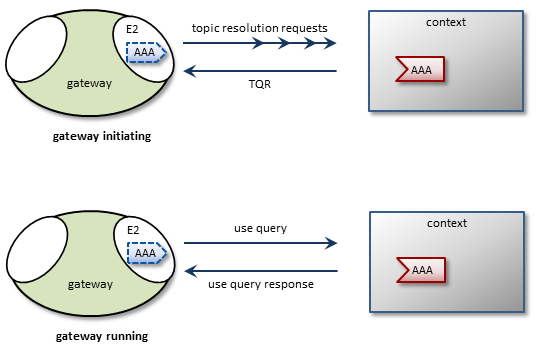 E2
AAA
gateway
topic resolution requests
TQR
context
AAA
gateway initiating
E2
AAA
gateway
use query
use query response
context
AAA
gateway running